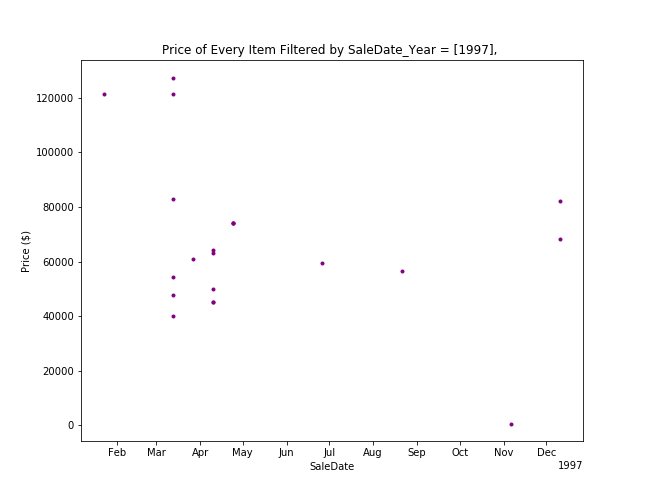 Price of Every Item Filtered by SaleDate_Year = [1997],
120000
100000
80000
60000
40000
20000
0
Price ($)
Feb Mar Apr May Jun Jul Aug Sep Oct Nov Dec
SaleDate
1997